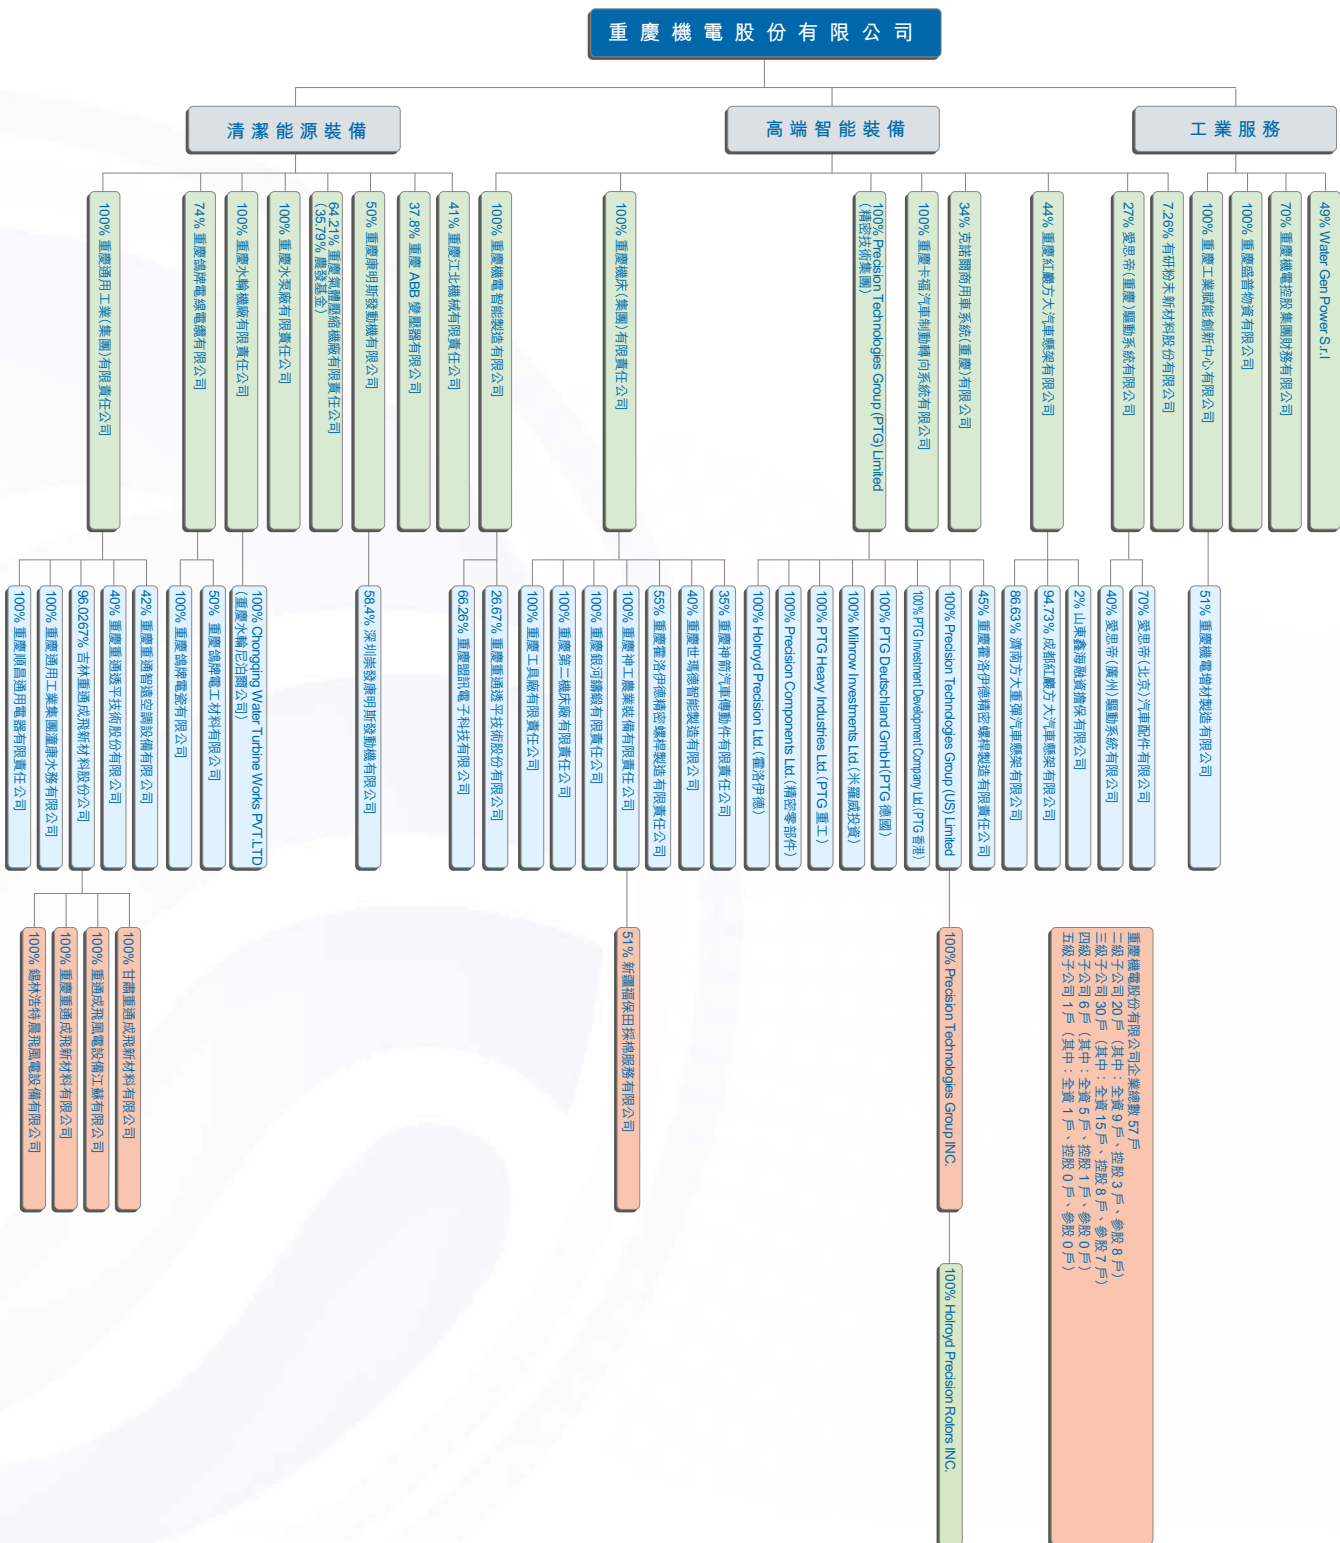 重慶機電股份有限公司
清潔能源裝備
高端智能裝備
工業服務
100% 重慶通用工業(集團)有限責任公司
74% 重慶鴿牌電線電纜有限公司
100% 重慶水輪機廠有限責任公司
100% 重慶水泵廠有限責任公司
64.21% 重慶氣體壓縮機廠有限責任公司
(35.79% 農發基金)
50% 重慶康明斯發動機有限公司
37.8% 重慶 ABB 變壓器有限公司
41% 重慶江北機械有限責任公司
100% 重慶機電智能製造有限公司
100% 重慶機床(集團)有限責任公司
100% Precision Technologies Group (PTG) Limited
(精密技術集團)
100% 重慶卡福汽車制動轉向系統有限公司
34% 克諾爾商用車系統(重慶)有限公司
44% 重慶紅巖方大汽車懸架有限公司
27% 愛思帝(重慶)驅動系統有限公司
7.26% 有研粉末新材料股份有限公司
100% 重慶工業賦能創新中心有限公司
100% 重慶盛普物資有限公司
70% 重慶機電控股集團財務有限公司
49% Water Gen Power S.r.l
100% 重慶順昌通用電器有限責任公司
100% 重慶通用工業集團潼康水務有限公司
96.0267% 吉林重通成飛新材料股份公司
40% 重慶重通透平技術股份有限公司
42% 重慶重通智遠空調設備有限公司
100% 重慶鴿牌電瓷有限公司
50% 重慶鴿牌電工材料有限公司
100% Chongqing Water Turbine Works PVT.LTD
(重慶水輪尼泊爾公司)
58.4% 深圳崇發康明斯發動機有限公司
66.26% 重慶盟訊電子科技有限公司
26.67% 重慶重通透平技術股份有限公司
100% 重慶工具廠有限責任公司
100% 重慶第二機床廠有限責任公司
100% 重慶銀河鑄鍛有限責任公司
100% 重慶神工農業裝備有限責任公司
55% 重慶霍洛伊德精密螺桿製造有限責任公司
40% 重慶世瑪德智能製造有限公司
35% 重慶神箭汽車傳動件有限責任公司
100% Holroyd Precision Ltd.(霍洛伊德)
100% Precision Components Ltd.(精密零部件)
100% PTG Heavy Industries Ltd.(PTG 重工)
100% Milnrow Investments Ltd.(米羅威投資)
100% PTG Deutschland GmbH(PTG 德國)
100% PTG Investment Development Company Ltd.(PTG 香港)
100% Precision Technologies Group (US) Limited
45% 重慶霍洛伊德精密螺桿製造有限責任公司
86.63% 濟南方大重彈汽車懸架有限公司
94.73% 成都紅巖方大汽車懸架有限公司
2% 山東鑫海融資擔保有限公司
40% 愛思帝(廣州)驅動系統有限公司
70% 愛思帝(北京)汽車配件有限公司
51% 重慶機電增材製造有限公司
100% 錫林浩特晨飛風電設備有限公司
100% 重慶重通成飛新材料有限公司
100% 重通成飛風電設備江蘇有限公司
100% 甘肅重通成飛新材料有限公司
51% 新疆福保田採棉服務有限公司
100% Precision Technologies Group INC.
100% Holroyd Precision Rotors INC.
重慶機電股份有限公司企業總數 57 戶
二級子公司 20 戶（其中：全資 9 戶、控股 3 戶、參股 8 戶）
三級子公司 30 戶（其中：全資 15 戶、控股 8 戶、參股 7 戶）
四級子公司 6 戶（其中：全資 5 戶、控股 1 戶、參股 0 戶）
五級子公司 1 戶（其中：全資 1 戶、控股 0 戶、參股 0 戶）